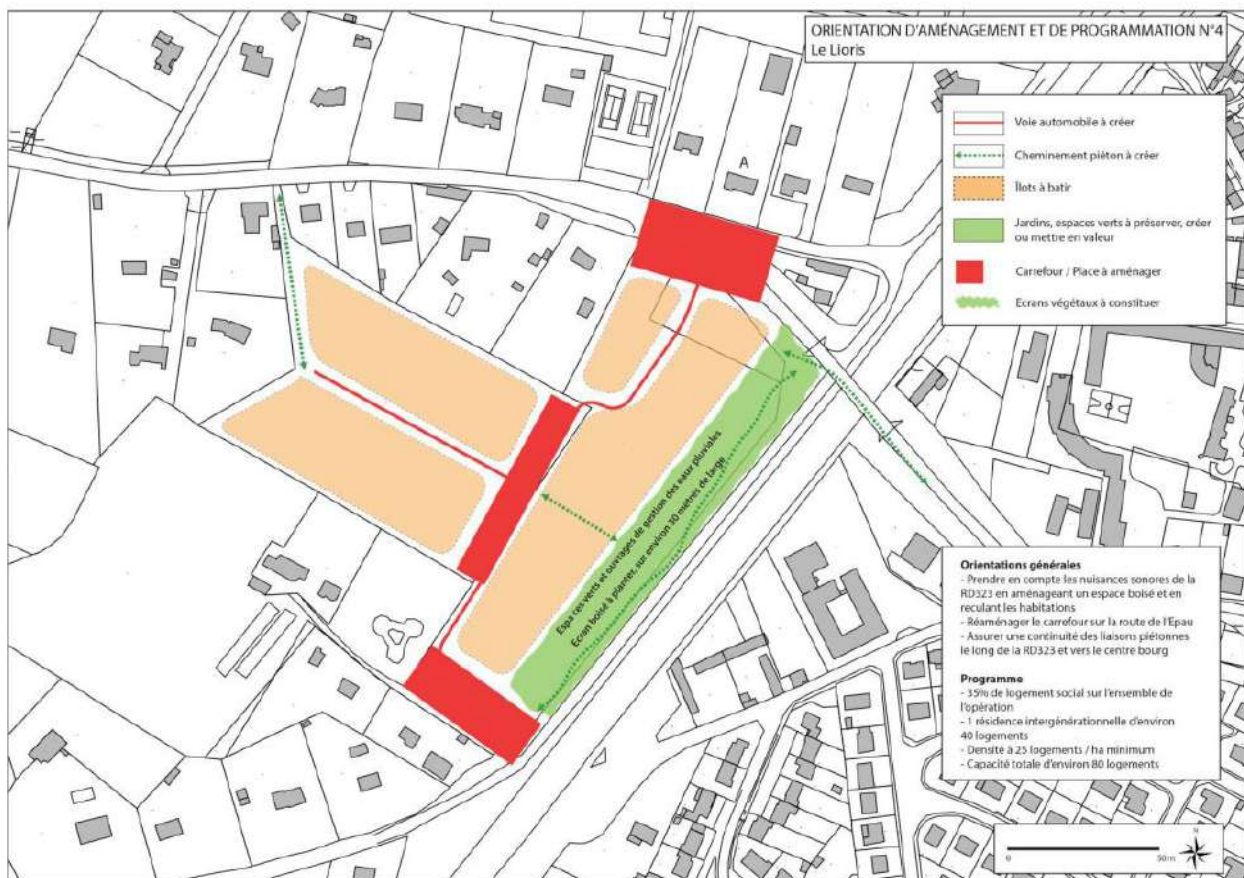 ORIENTATION D'AMÉNAGEMENT ET DE PROGRAMMATION N°4
Le Lioris
Voie automobile à créer
Cheminement piéton à créer
Îlots à batir
Jardins, espaces verts à préserver, créer
ou mettre en valeur
Carrefour / Place à aménager
Ecrans végétaux à constituer
A
Espaces verts et ouvrages de gestion des eaux pluviales
Ecran boisé à planter, sur environ 30 mètres de large
Orientations générales
- Prendre en compte les nuisances sonores de la
RD323 en aménageant un espace boisé et en
reculant les habitations
- Réaménager le carrefour sur la route de l'Epau
- Assurer une continuité des liaisons piétonnes
le long de la RD323 et vers le centre bourg
Programme
- 35% de logement social sur l'ensemble de
l'opération
- 1 résidence intergénérationnelle d'environ
40 logements
- Densité à 25 logements / ha minimum
- Capacité totale d'environ 80 logements
N
0 50m